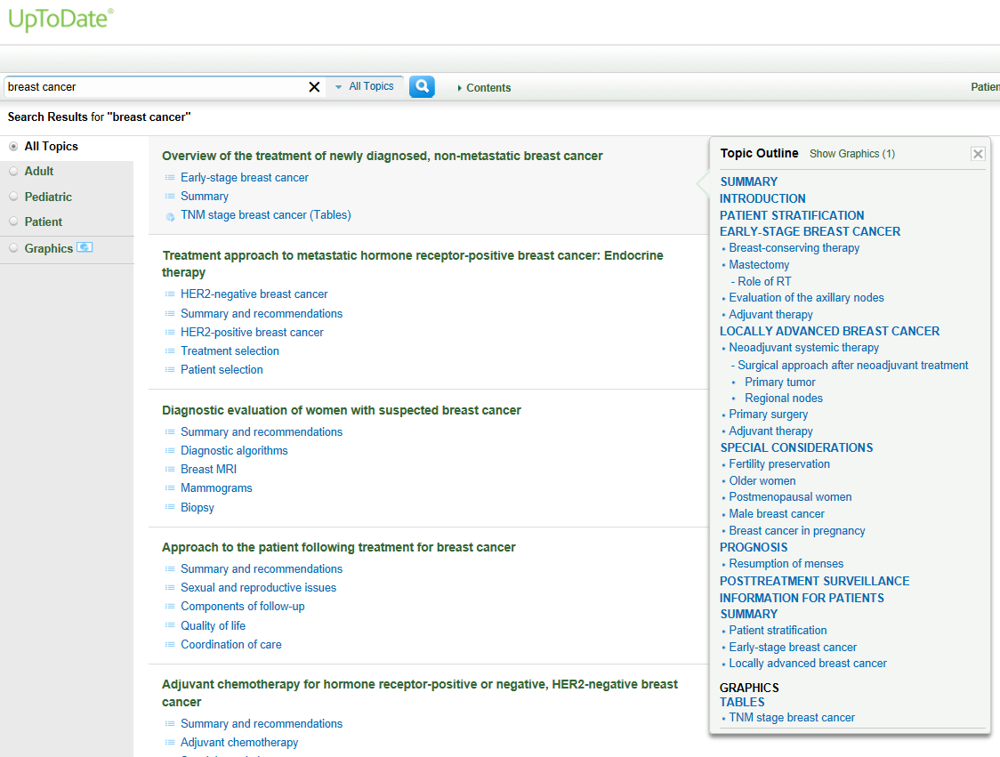 UpToDate®
breast cancer
All Topics
Contents
Patien
Search Results for "breast cancer"
All Topics
Adult
Pediatric
Patient
Graphics
Overview of the treatment of newly diagnosed, non-metastatic breast cancer
Early-stage breast cancer
Summary
TNM stage breast cancer (Tables)
Treatment approach to metastatic hormone receptor-positive breast cancer: Endocrine
therapy
HER2-negative breast cancer
Summary and recommendations
HER2-positive breast cancer
Treatment selection
Patient selection
Diagnostic evaluation of women with suspected breast cancer
Summary and recommendations
Diagnostic algorithms
Breast MRI
Mammograms
Biopsy
Approach to the patient following treatment for breast cancer
Summary and recommendations
Sexual and reproductive issues
Components of follow-up
Quality of life
Coordination of care
Adjuvant chemotherapy for hormone receptor-positive or negative, HER2-negative breast
cancer
Summary and recommendations
Adjuvant chemotherapy
Topic Outline Show Graphics (1)
SUMMARY
INTRODUCTION
PATIENT STRATIFICATION
EARLY-STAGE BREAST CANCER
• Breast-conserving therapy
• Mastectomy
- Role of RT
• Evaluation of the axillary nodes
• Adjuvant therapy
LOCALLY ADVANCED BREAST CANCER
• Neoadjuvant systemic therapy
- Surgical approach after neoadjuvant treatment
• Primary tumor
• Regional nodes
• Primary surgery
• Adjuvant therapy
SPECIAL CONSIDERATIONS
• Fertility preservation
• Older women
• Postmenopausal women
• Male breast cancer
• Breast cancer in pregnancy
PROGNOSIS
• Resumption of menses
POSTTREATMENT SURVEILLANCE
INFORMATION FOR PATIENTS
SUMMARY
• Patient stratification
• Early-stage breast cancer
• Locally advanced breast cancer
GRAPHICS
TABLES
• TNM stage breast cancer